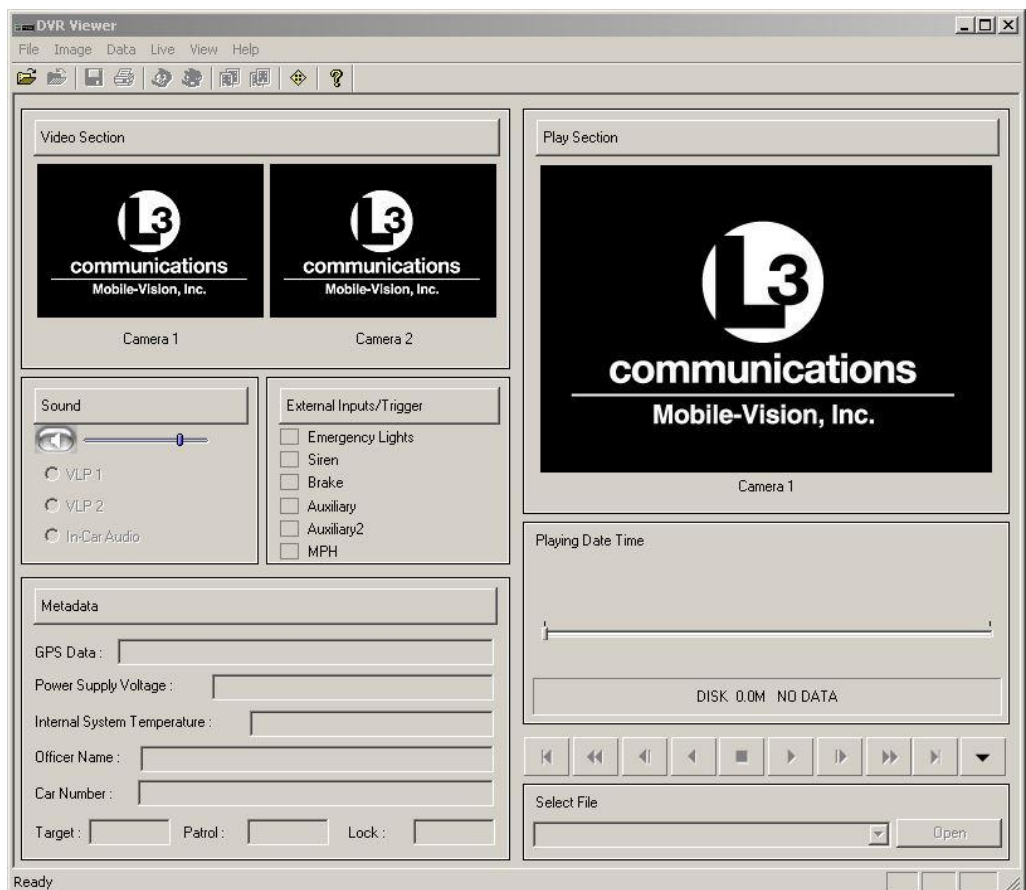 DVR Viewer
File Image Data Live View Help
Video Section
L3
communications
Mobile-Vision, Inc.
L3
communications
Mobile-Vision, Inc.
Camera 1 Camera 2
Sound
VLP 1
VLP 2
In-Car Audio
External Inputs/Trigger
Emergency Lights
Siren
Brake
Auxiliary
Auxiliary2
MPH
Metadata
GPS Data :
Power Supply Voltage :
Internal System Temperature :
Officer Name :
Car Number :
Target : Patrol : Lock :
Play Section
L3
communications
Mobile-Vision, Inc.
Camera 1
Playing Date Time
DISK 0.0M NO DATA
Select File
Open
Ready